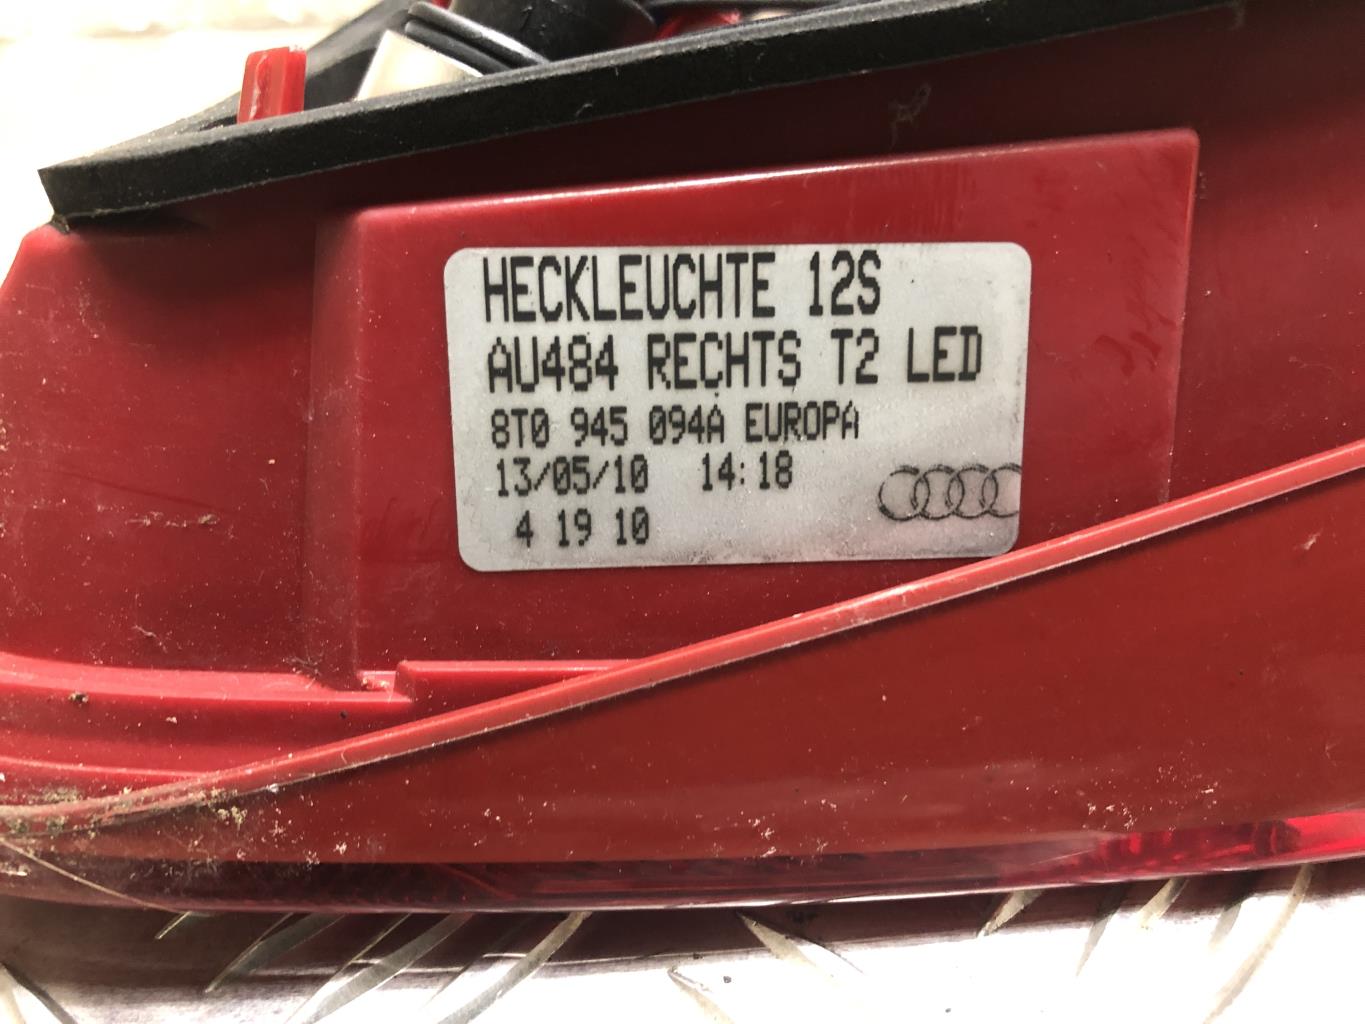 HECKLEUCHTE 12S
AU484 RECHTS T2 LED
8T0 945 094A EUROPA
13/05/10 14:18
4 19 10